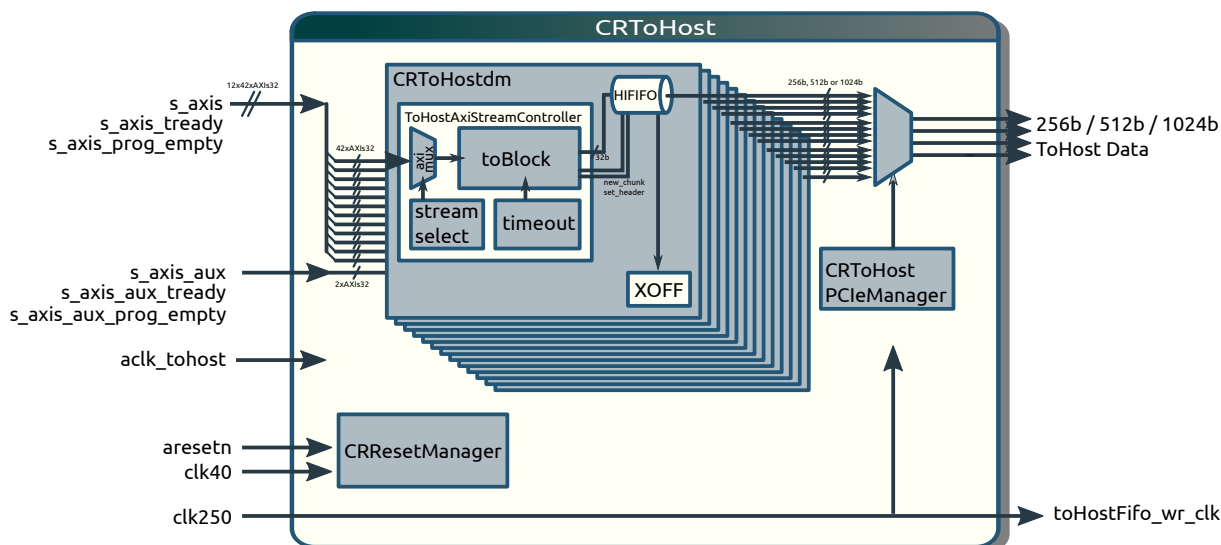 CRToHost
CRToHostdm
12x42xAXIs32
s_axis
s_axis_tready
s_axis_prog_empty
HIFIFO
256b, 512b or 1024b
256b / 512b / 1024b
ToHost Data
ToHostAxiStreamController
42xAXIs32
axi
mux
toBlock
32b
new_chunk
set_header
stream
select
timeout
s_axis_aux
s_axis_aux_tready
s_axis_aux_prog_empty
2xAXIs32
XOFF
CRToHost
PCIeManager
aclk_tohost
aresetn
clk40
CRResetManager
clk250
toHostFifo_wr_clk